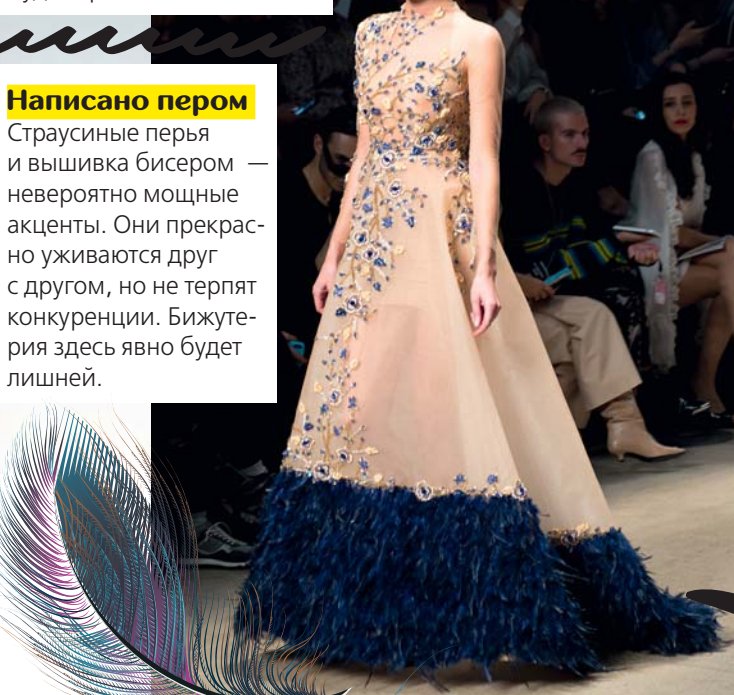 Написано пером
Страусиные перья
и вышивка бисером —
невероятно мощные
акценты. Они прекрас-
но уживаются друг
с другом, но не терпят
конкуренции. Бижуте-
рия здесь явно будет
лишней.